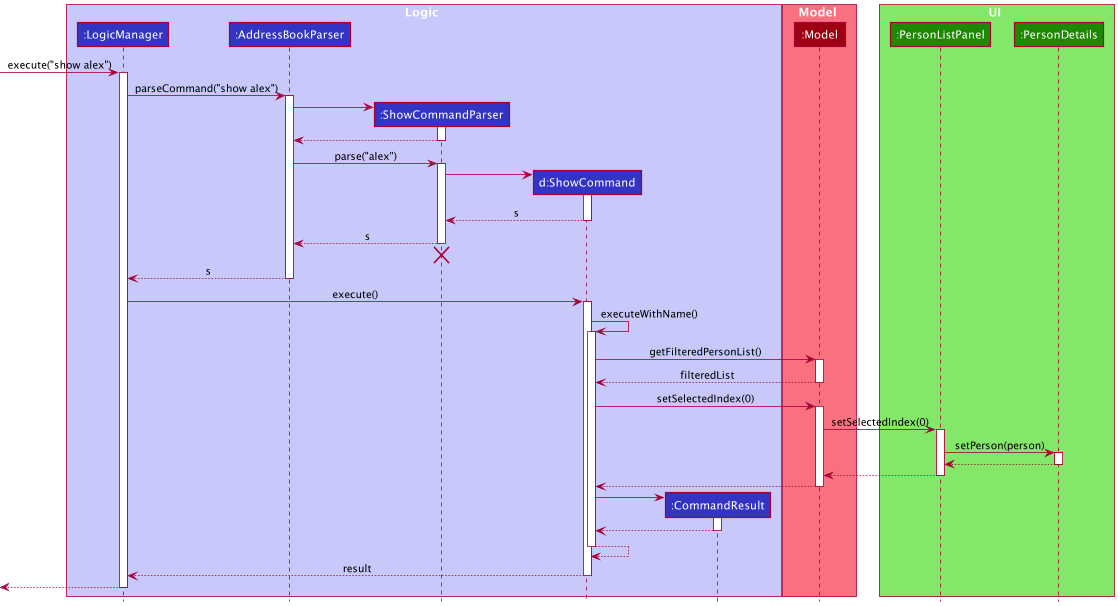 Logic
Model
UI
:LogicManager
:AddressBookParser
:Model
:PersonListPanel
:PersonDetails
execute("show alex")
parseCommand("show alex")
:ShowCommandParser
parse("alex")
d:ShowCommand
s
s
s
execute()
executeWithName()
getFilteredPersonList()
filteredList
setSelectedIndex(0)
setSelectedIndex(0)
setPerson(person)
:CommandResult
result